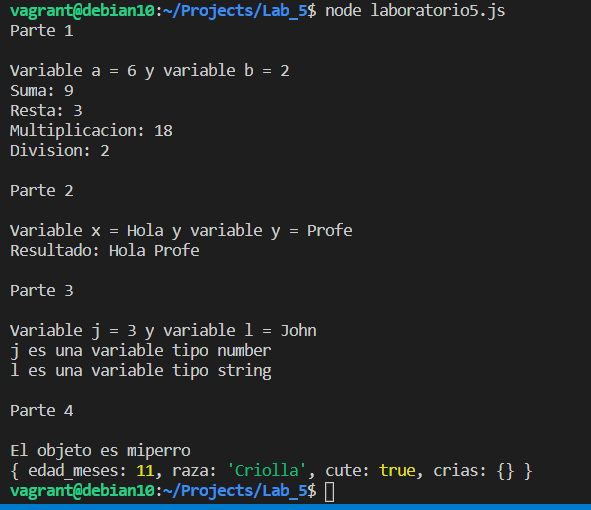 vagrant@debian10:~/Projects/Lab_5$ node laboratorio5.js
Parte 1
Variable a = 6 y variable b = 2
Suma: 9
Resta: 3
Multiplicacion: 18
Division: 2
Parte 2
Variable x = Hola y variable y = Profe
Resultado: Hola Profe
Parte 3
Variable j = 3 y variable l = John
j es una variable tipo number
l es una variable tipo string
Parte 4
El objeto es miperro
{ edad_meses: 11, raza: 'Criolla', cute: true, crias: {} }
vagrant@debian10:~/Projects/Lab_5$